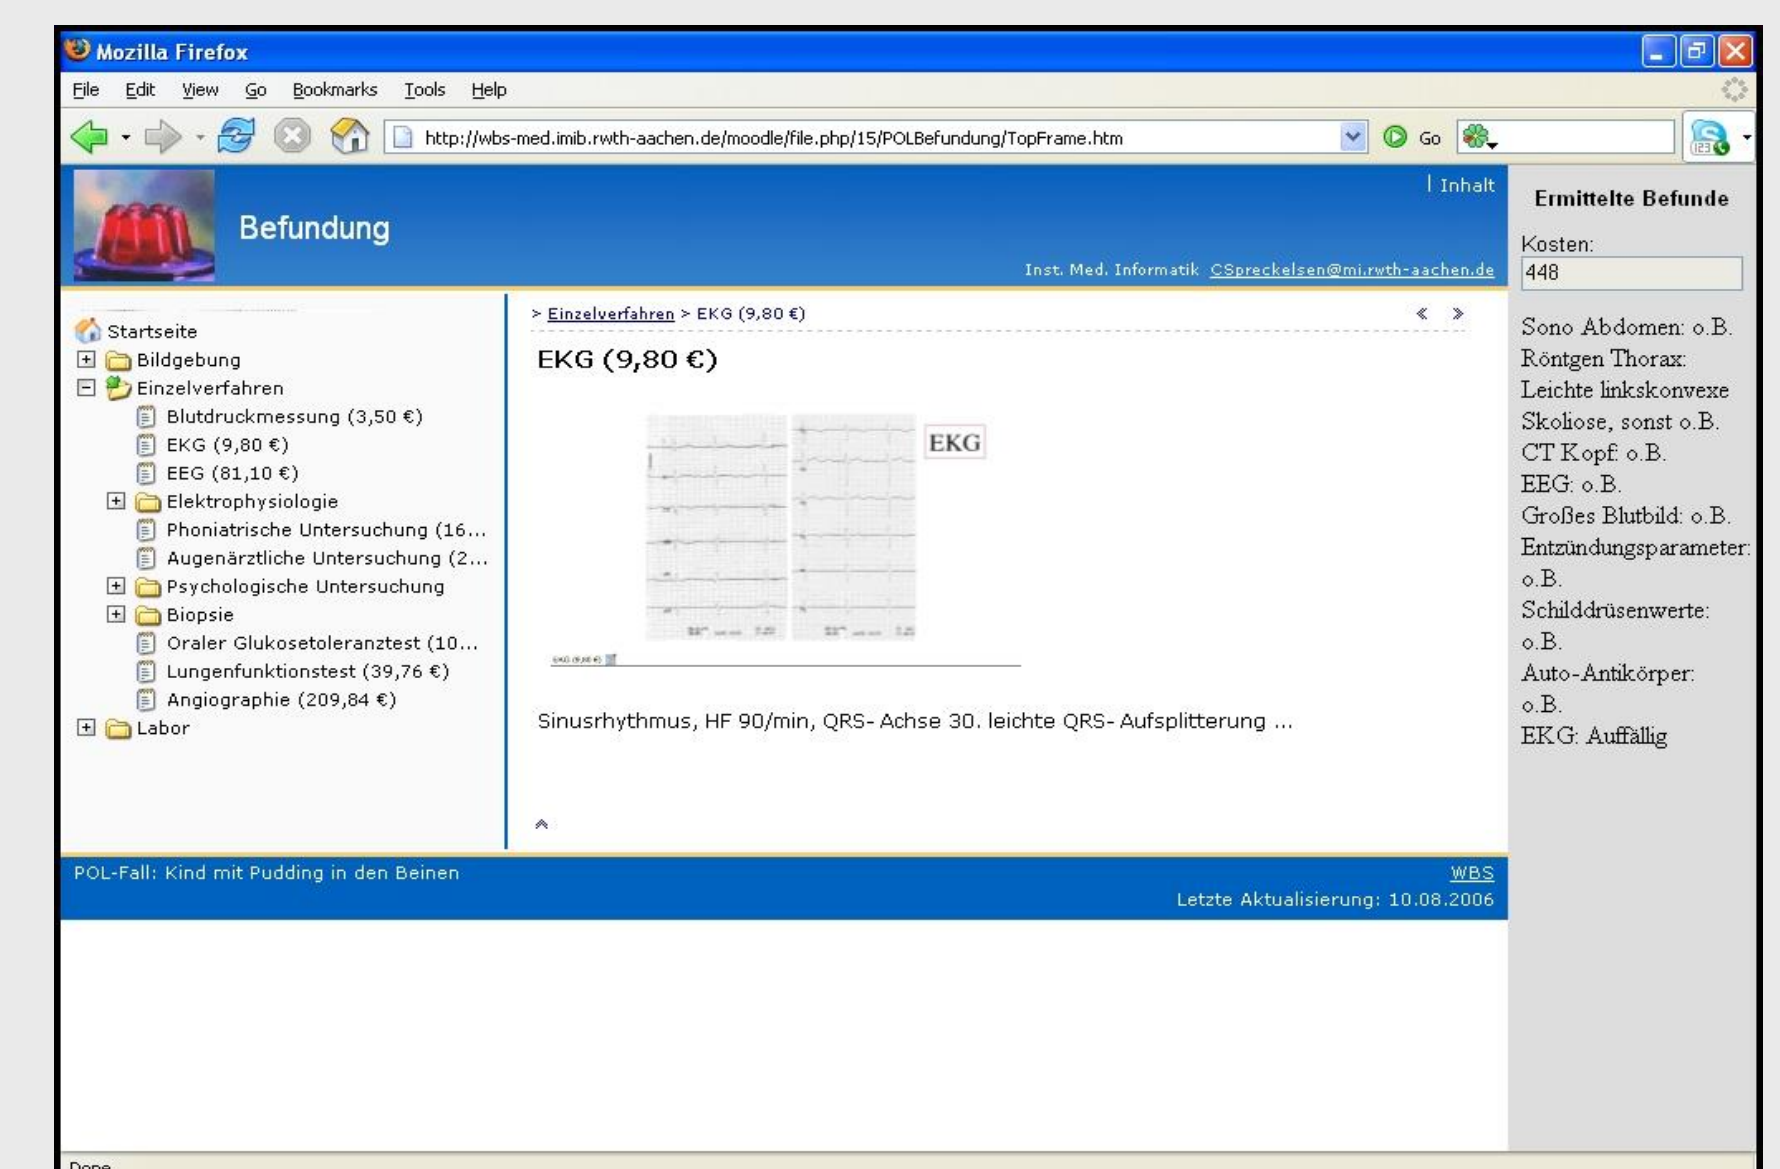 Mozilla Firefox
File Edit View Go Bookmarks Tools Help
http://wbs-med.imib.rwth-aachen.de/moodle/file.php/15/POLBefundung/TopFrame.htm Go
123
Befundung
| Inhalt
Inst. Med. Informatik CSpreckelsen@mi.rwth-aachen.de
Startseite
Bildgebung
Einzelverfahren
Blutdruckmessung (3,50 €)
EKG (9,80 €)
EEG (81,10 €)
Elektrophysiologie
Phoniatrische Untersuchung (16...
Augenärztliche Untersuchung (2...
Psychologische Untersuchung
Biopsie
Oraler Glukosetoleranztest (10...
Lungenfunktionstest (39,76 €)
Angiographie (209,84 €)
Labor
> Einzelverfahren > EKG (9,80 €)
EKG (9,80 €)
EKG
EKG (9,80 €)
Sinusrhythmus, HF 90/min, QRS- Achse 30. leichte QRS- Aufsplitterung ...
Ermittelte Befunde
Kosten:
448
Sono Abdomen: o.B.
Röntgen Thorax:
Leichte linkskonvexe
Skoliose, sonst o.B.
CT Kopf: o.B.
EEG: o.B.
Großes Blutbild: o.B.
Entzündungsparameter:
o.B.
Schilddrüsenwerte:
o.B.
Auto-Antikörper:
o.B.
EKG: Auffällig
POL-Fall: Kind mit Pudding in den Beinen
WBS
Letzte Aktualisierung: 10.08.2006
Done